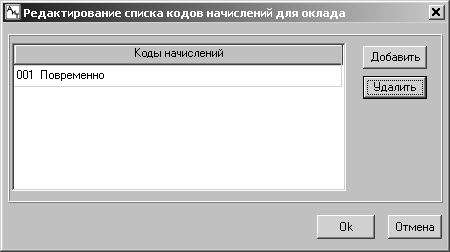 Редактирование списка кодов начислений для оклада
Коды начислений
001 Повременно
Добавить
Удалить
Ok
Отмена